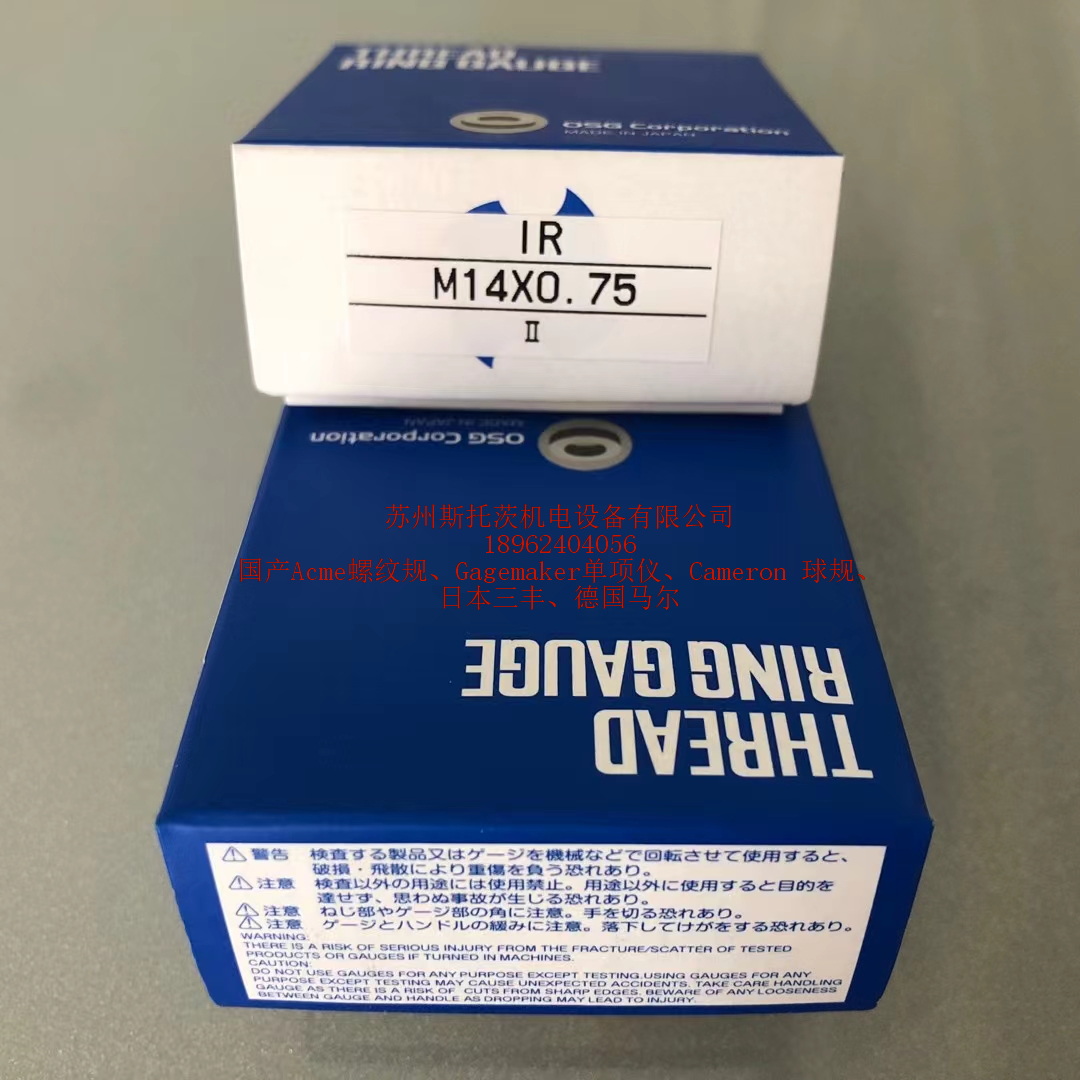 THREAD
RING GAUGE
OSG Corporation
MADE IN JAPAN
IR
M14X0.75
II
OSG Corporation
MADE IN JAPAN
苏州斯托茨机电设备有限公司
18962404056
国产Acme螺纹规、Gagemaker单项仪、Cameron 球规、
日本三丰、德国马尔
THREAD
RING GAUGE
⚠警告 検査する製品又はゲージを機械などで回転させて使用すると、
破損・飛散により重傷を負う恐れあり。
⚠注意 検査以外の用途には使用禁止。用途以外に使用すると目的を
達せず、思わぬ事故が生じる恐れあり。
⚠注意 ねじ部やゲージ部の角に注意。手を切る恐れあり。
⚠注意 ゲージとハンドルの緩みに注意。落下してけがをする恐れあり。
WARNING:
THERE IS A RISK OF SERIOUS INJURY FROM THE FRACTURE/SCATTER OF TESTED
PRODUCTS OR GAUGES IF TURNED IN MACHINES.
CAUTION:
DO NOT USE GAUGES FOR ANY PURPOSE EXCEPT TESTING.USING GAUGES FOR ANY
PURPOSE EXCEPT TESTING MAY CAUSE UNEXPECTED ACCIDENTS. TAKE CARE HANDLING
GAUGE AS THERE IS A RISK OF CUTS FROM SHARP EDGES. BEWARE OF ANY LOOSENESS
BETWEEN GAUGE AND HANDLE AS DROPPING MAY LEAD TO INJURY.